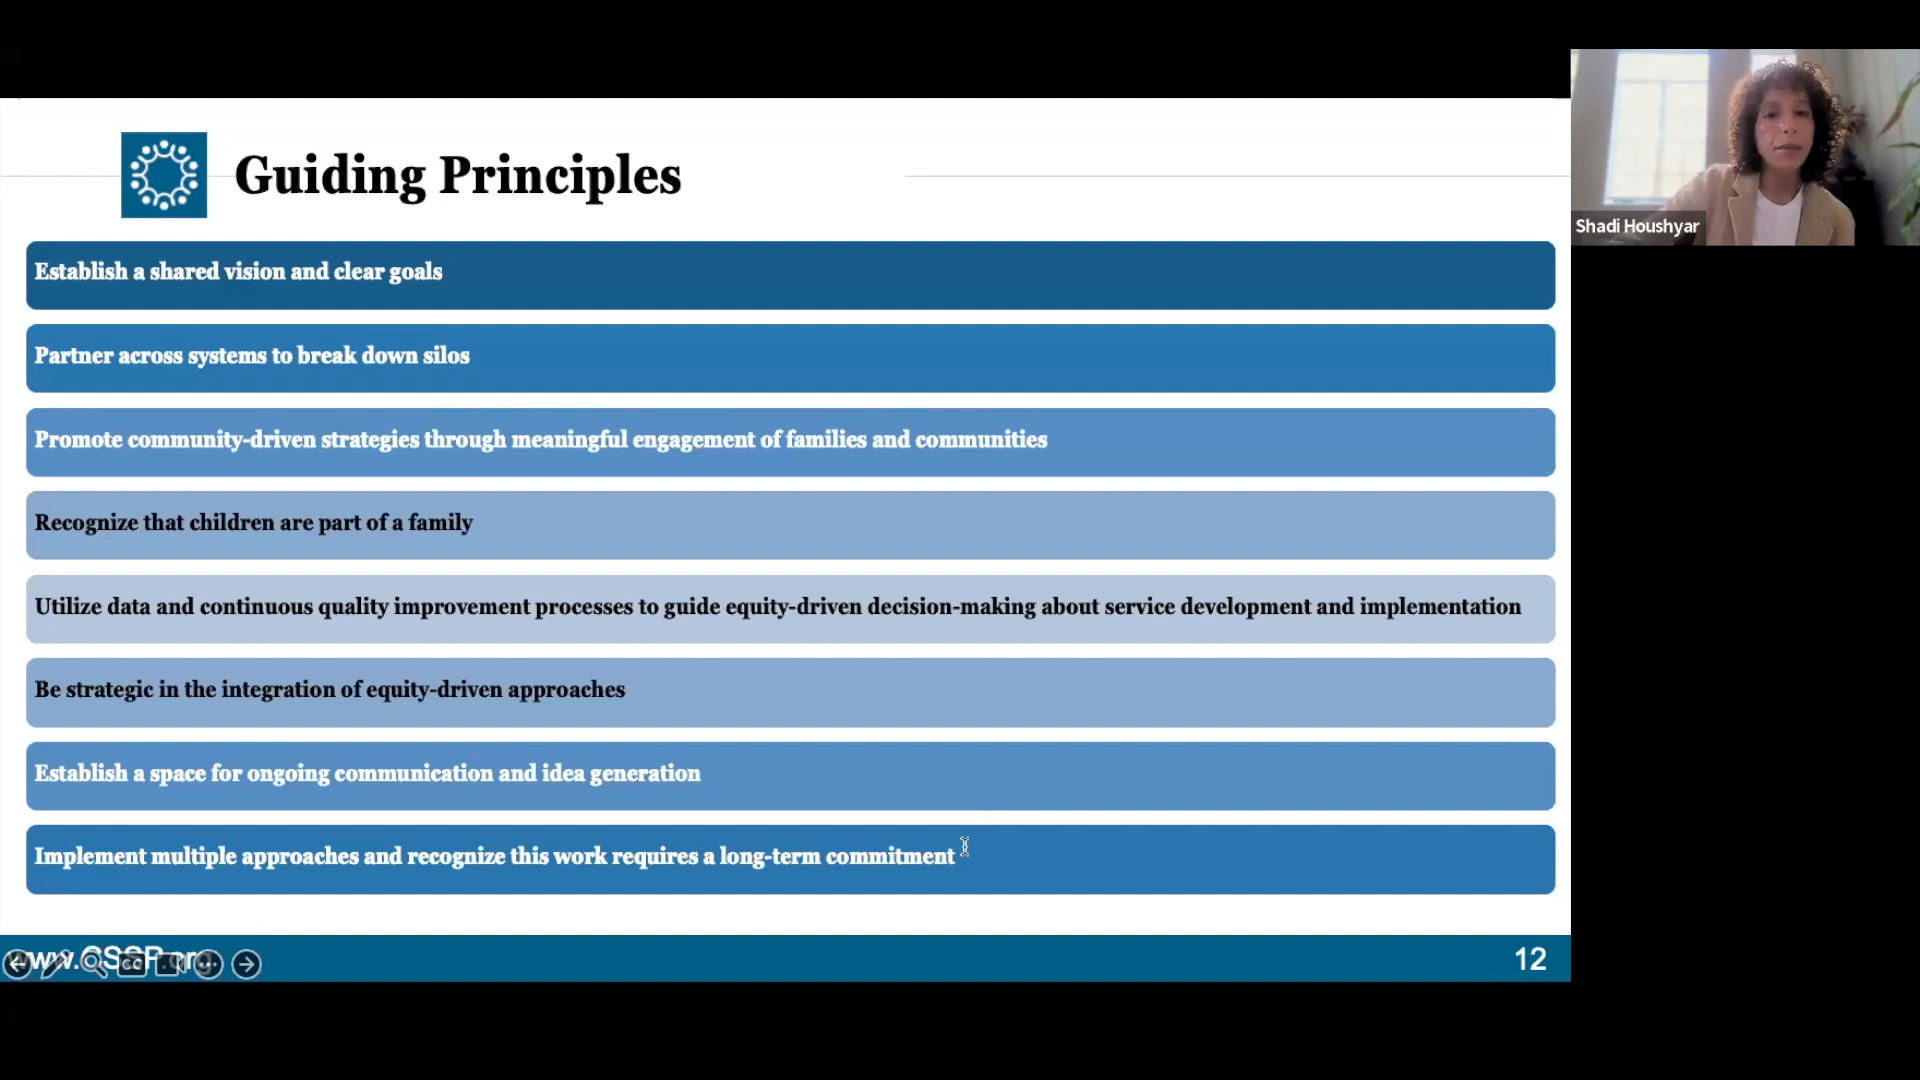 Guiding Principles
Shadi Houshyar
Establish a shared vision and clear goals
Partner across systems to break down silos
Promote community-driven strategies through meaningful engagement of families and communities
Recognize that children are part of a family
Utilize data and continuous quality improvement processes to guide equity-driven decision-making about service development and implementation
Be strategic in the integration of equity-driven approaches
Establish a space for ongoing communication and idea generation
Implement multiple approaches and recognize this work requires a long-term commitment
www.CSSP.org
12